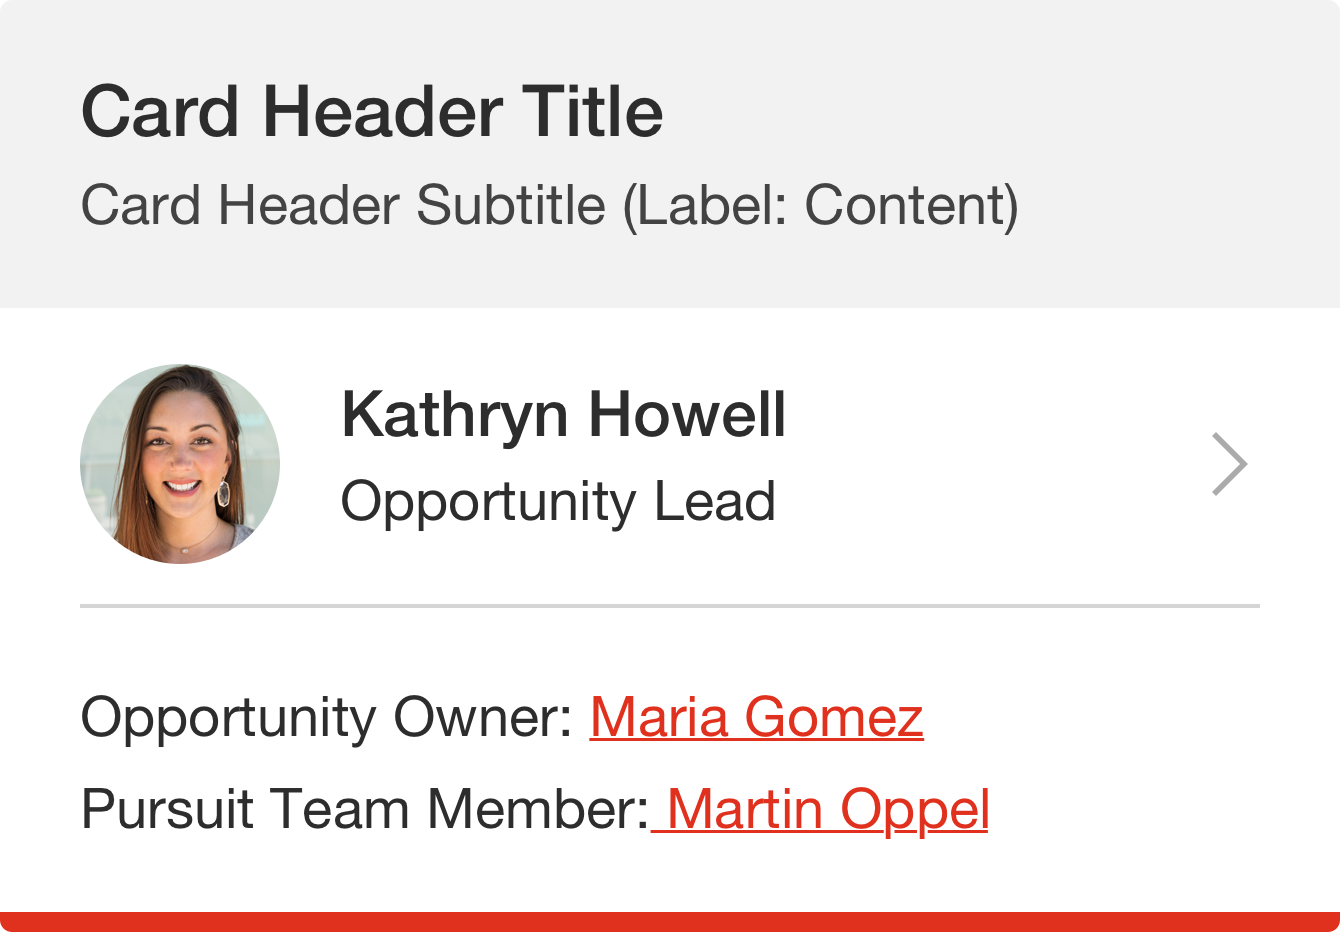 Card Header Title
Card Header Subtitle (Label: Content)
Kathryn Howell
Opportunity Lead
Opportunity Owner: Maria Gomez
Pursuit Team Member: Martin Oppel